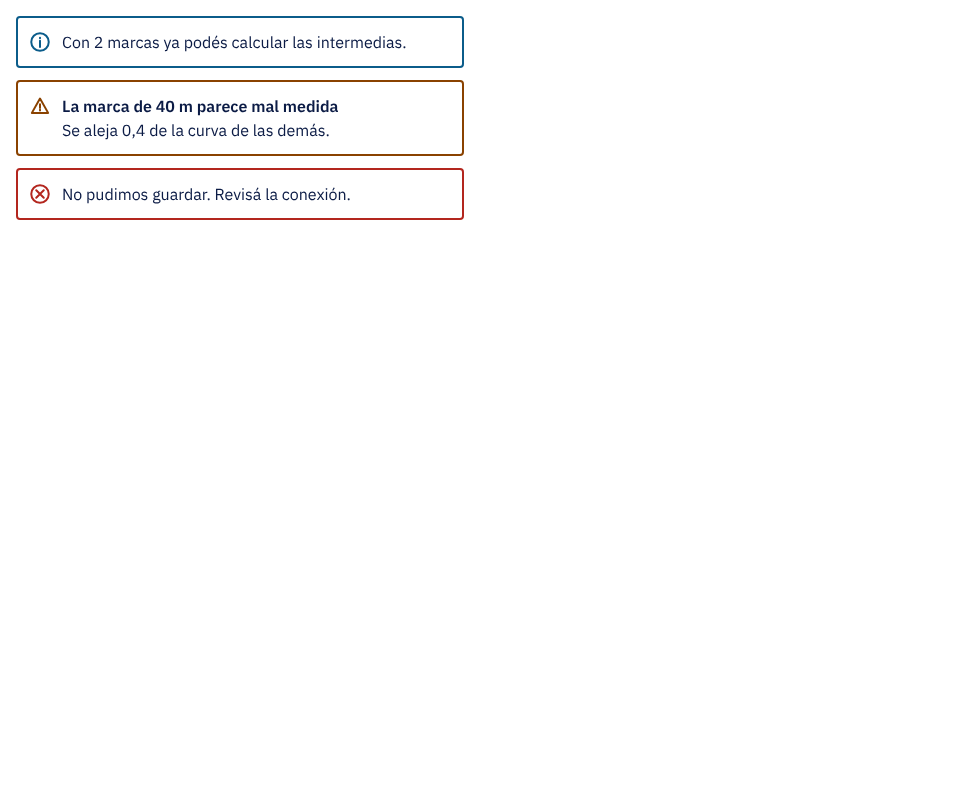 Con 2 marcas ya podés calcular las intermedias.
La marca de 40 m parece mal medida
Se aleja 0,4 de la curva de las demás.
No pudimos guardar. Revisá la conexión.